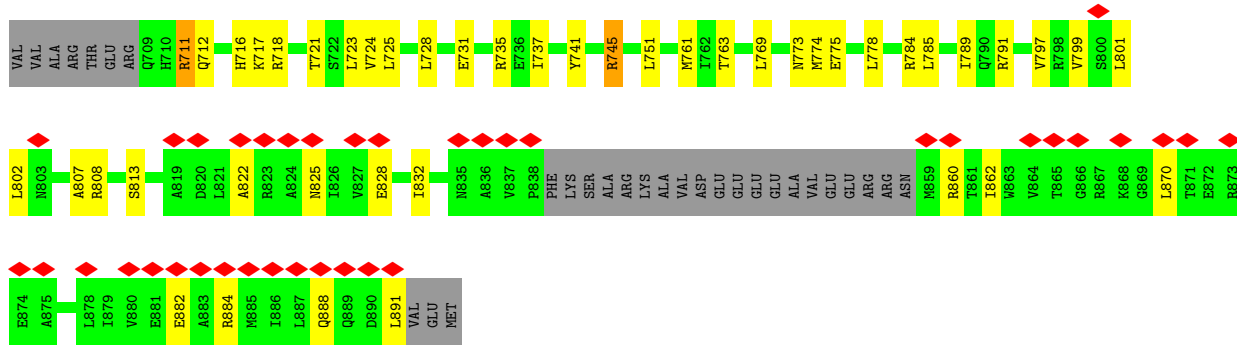 VAL VAL ALA ARG THR GLU ARG Q709 H710 R711 Q712 H716 K717 R718 T721 S722 L723 V724 L725 L728 E731 R735 E736 I737 Y741 R745 L751 M761 I762 T763 L769 N773 M774 E775 L778 R784 L785 I789 Q790 R791 V797 R798 V799 S800 L801
L802 N803 A807 R808 S813 A819 D820 L821 A822 R823 A824 N825 I826 V827 E828 I832 N835 A836 V837 P838 PHE LYS SER ALA ARG LYS ALA VAL ASP GLU GLU GLU GLU ALA VAL GLU GLU ARG ARG ASN M859 R860 T861 I862 W863 V864 T865 G866 R867 K868 G869 L870 T871 E872 R873
E874 A875 L878 I879 V880 E881 E882 A883 R884 M885 I886 L887 Q888 Q889 D890 L891 VAL GLU MET